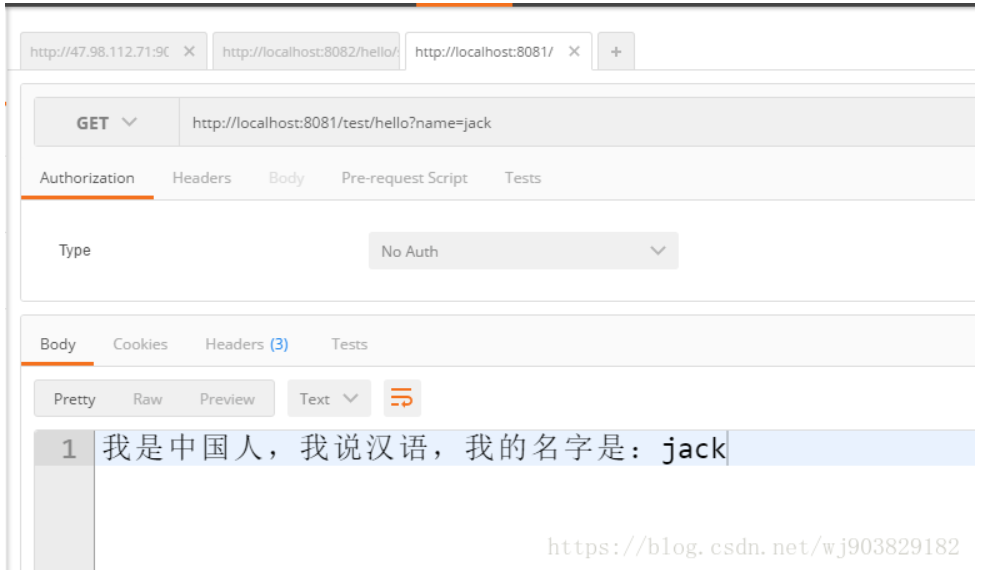 http://47.98.112.71:90 http://localhost:8082/hello/ http://localhost:8081/ +
GET http://localhost:8081/test/hello?name=jack
Authorization Headers Body Pre-request Script Tests
Type No Auth
Body Cookies Headers (3) Tests
Pretty Raw Preview Text
1 我是中国人，我说汉语，我的名字是：jack
https://blog.csdn.net/wj903829182